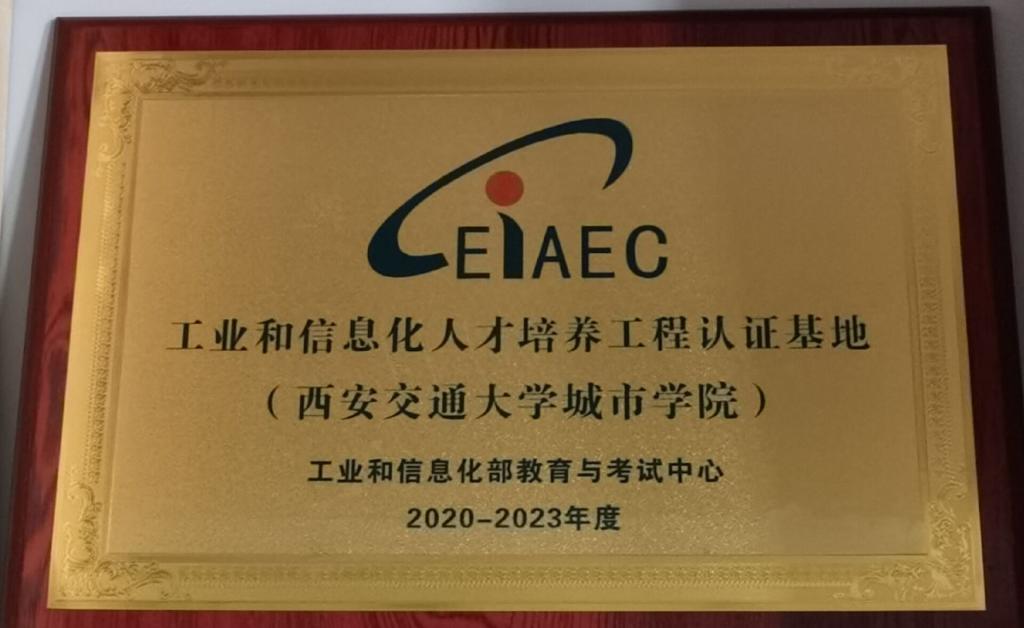 CEIAEC
工业和信息化人才培养工程认证基地
（西安交通大学城市学院）
工业和信息化部教育与考试中心
2020-2023年度